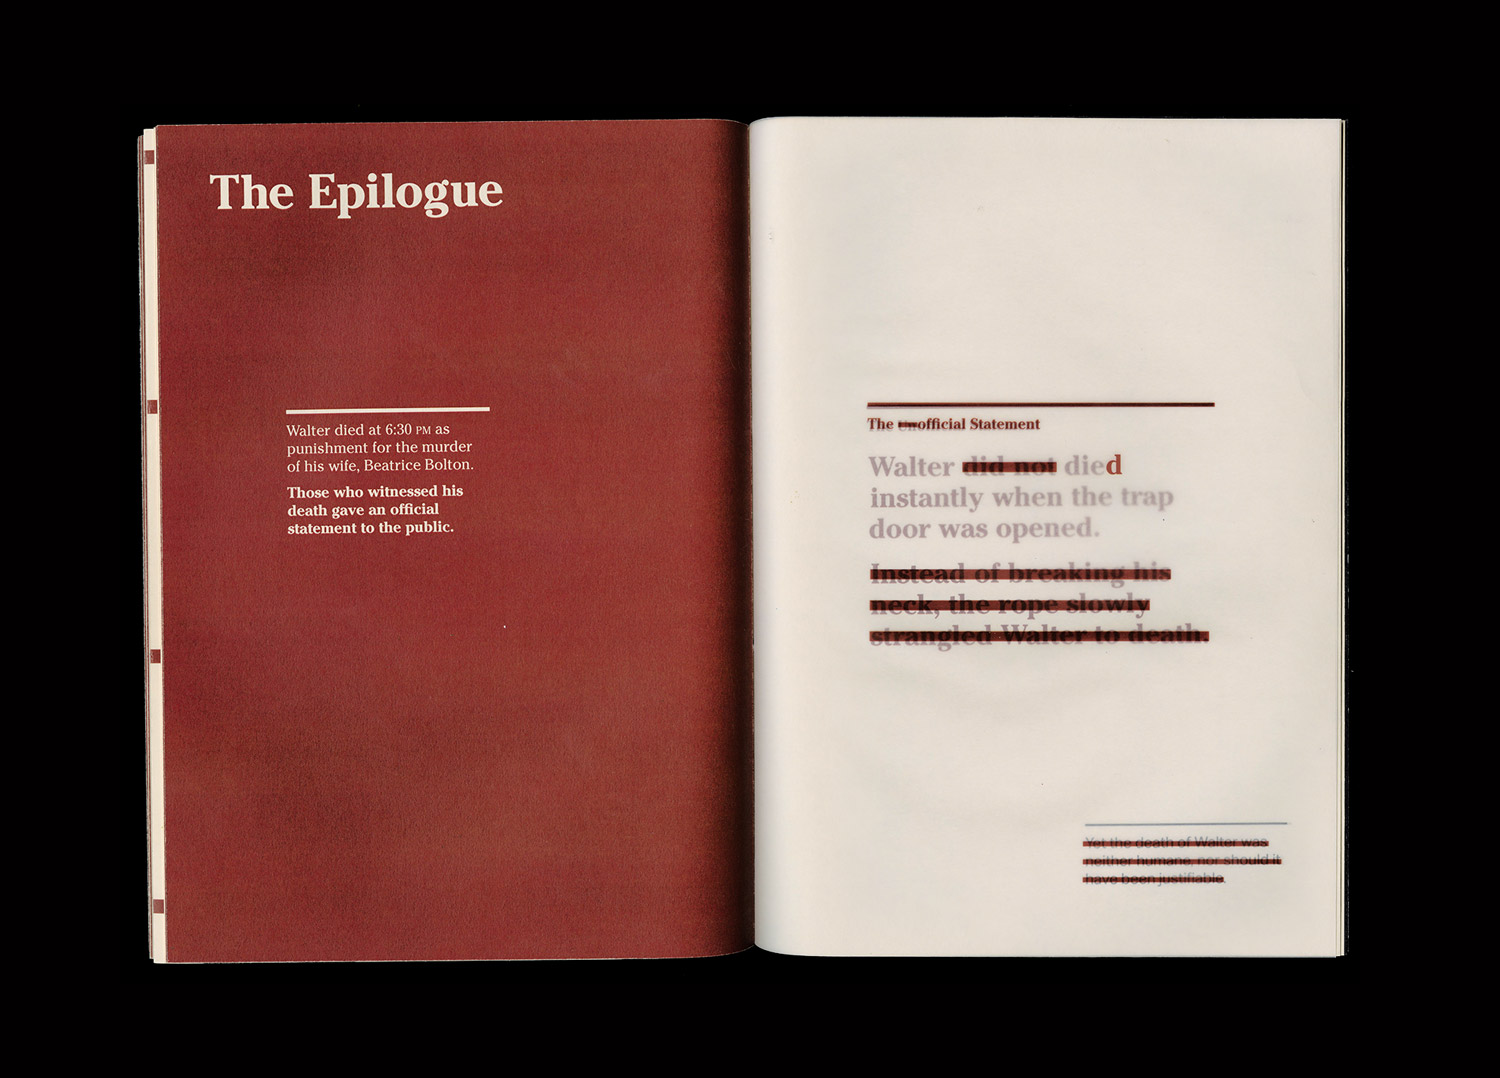 The Epilogue
Walter died at 6:30 PM as
punishment for the murder
of his wife, Beatrice Bolton.
Those who witnessed his
death gave an official
statement to the public.
The Unofficial Statement
Walter did not died
instantly when the trap
door was opened.
Instead of breaking his
neck, the rope slowly
strangled Walter to death.
Yet the death of Walter was
neither humane, nor should it
have been justifiable.